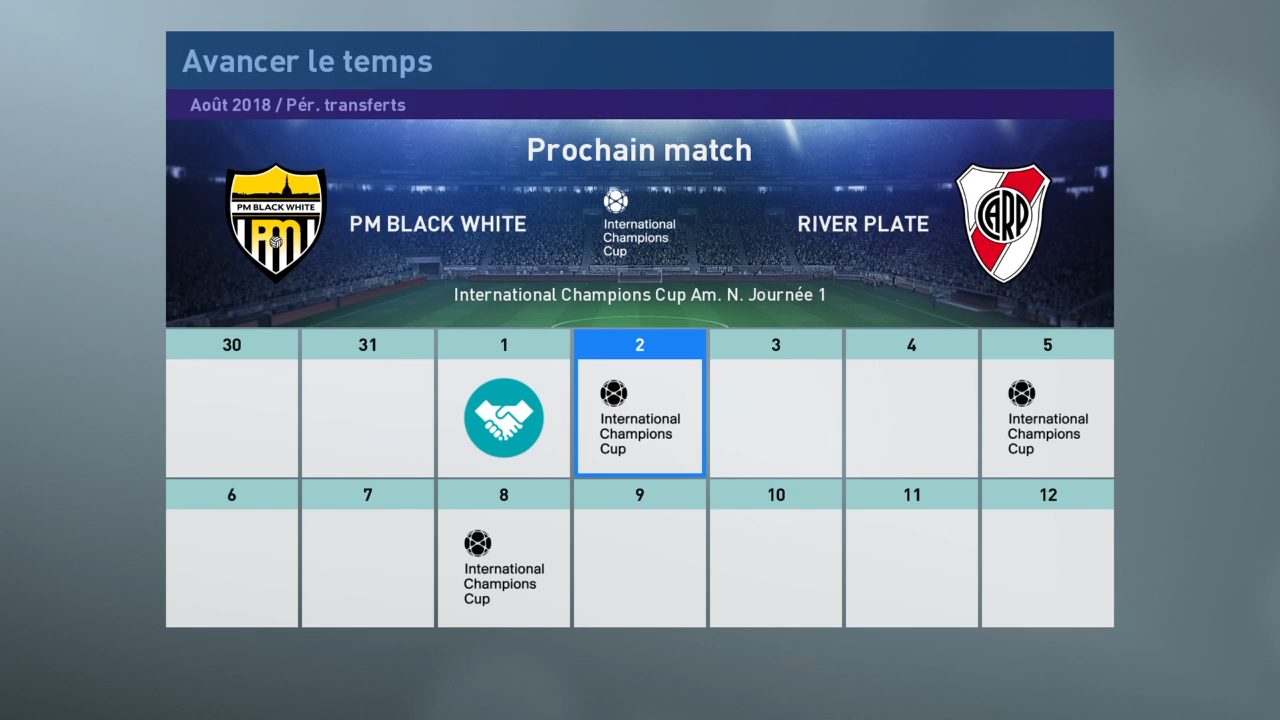 Avancer le temps
Août 2018 / Pér. transferts
Prochain match
PM BLACK WHITE
PM
PM BLACK WHITE
International
Champions
Cup
RIVER PLATE
CARP
International Champions Cup Am. N. Journée 1
30 31 1 2 3 4 5
International
Champions
Cup
International
Champions
Cup
6 7 8 9 10 11 12
International
Champions
Cup